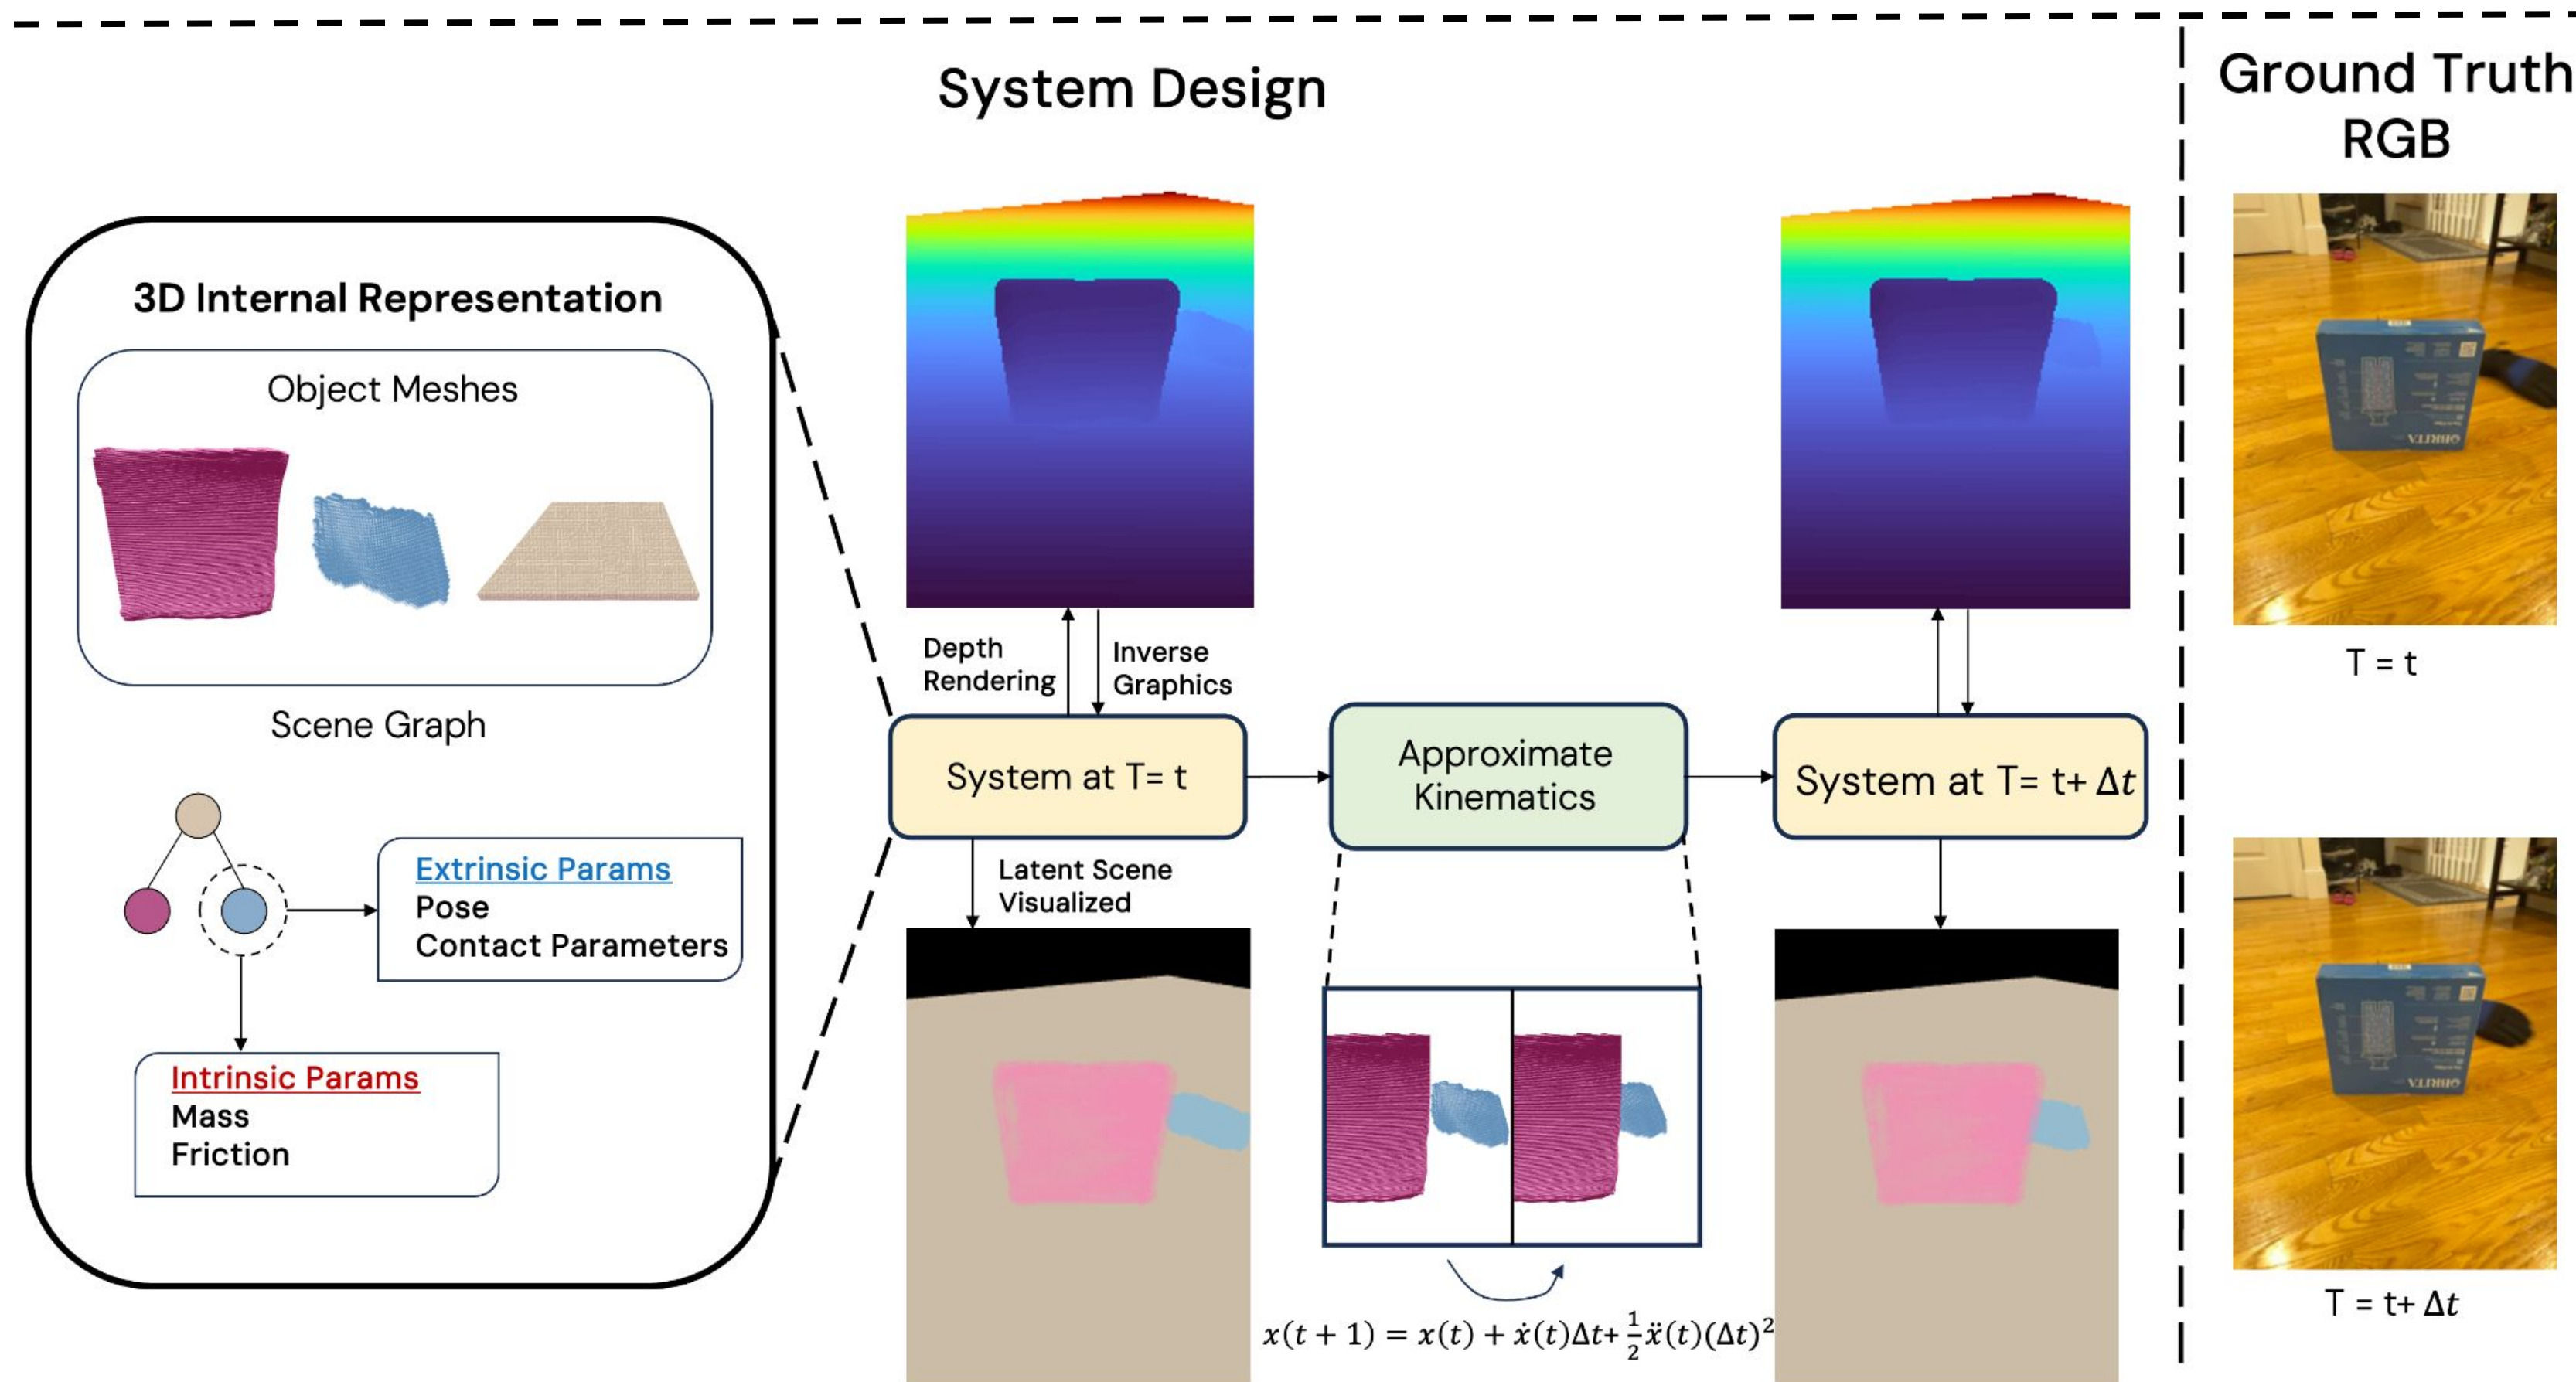 System Design
Ground Truth
RGB
3D Internal Representation
Object Meshes
Scene Graph
Extrinsic Params
Pose
Contact Parameters
Intrinsic Params
Mass
Friction
Depth
Rendering
Inverse
Graphics
System at T= t
Approximate
Kinematics
System at T= t+ Δt
Latent Scene
Visualized
x(t + 1) = x(t) + ẋ(t)Δt+ ½ẍ(t)(Δt)²
T = t
T = t+ Δt